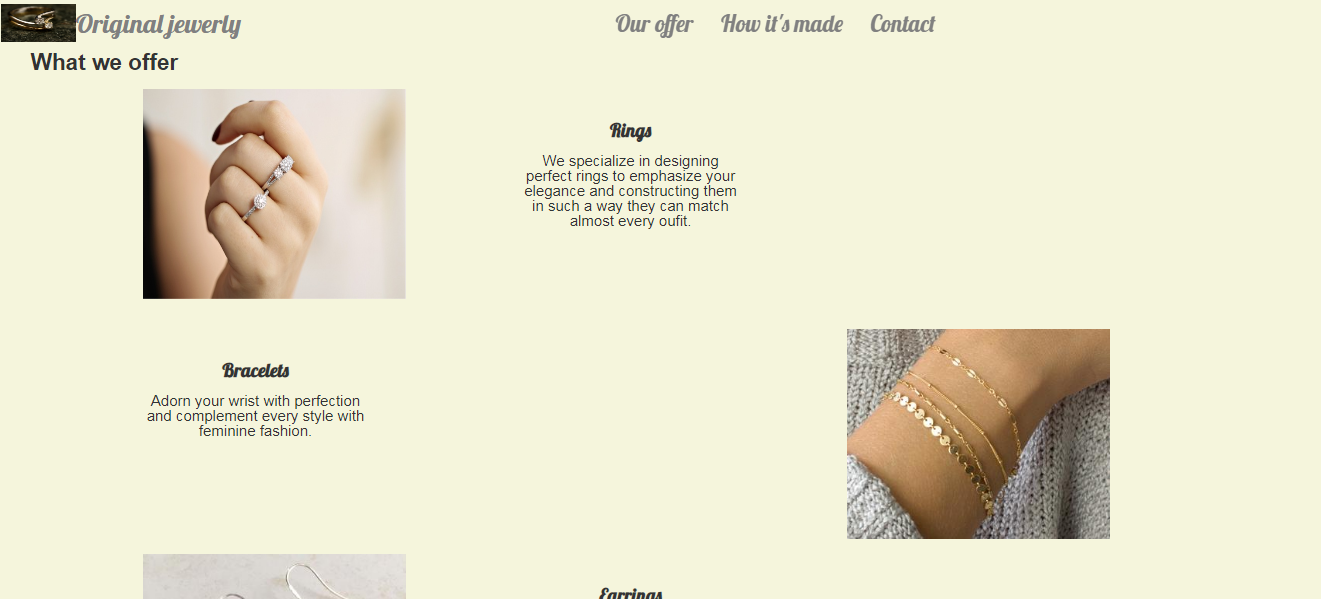 Original jewerly
Our offer How it's made Contact
What we offer
Rings
We specialize in designing
perfect rings to emphasize your
elegance and constructing them
in such a way they can match
almost every oufit.
Bracelets
Adorn your wrist with perfection
and complement every style with
feminine fashion.
Earrings